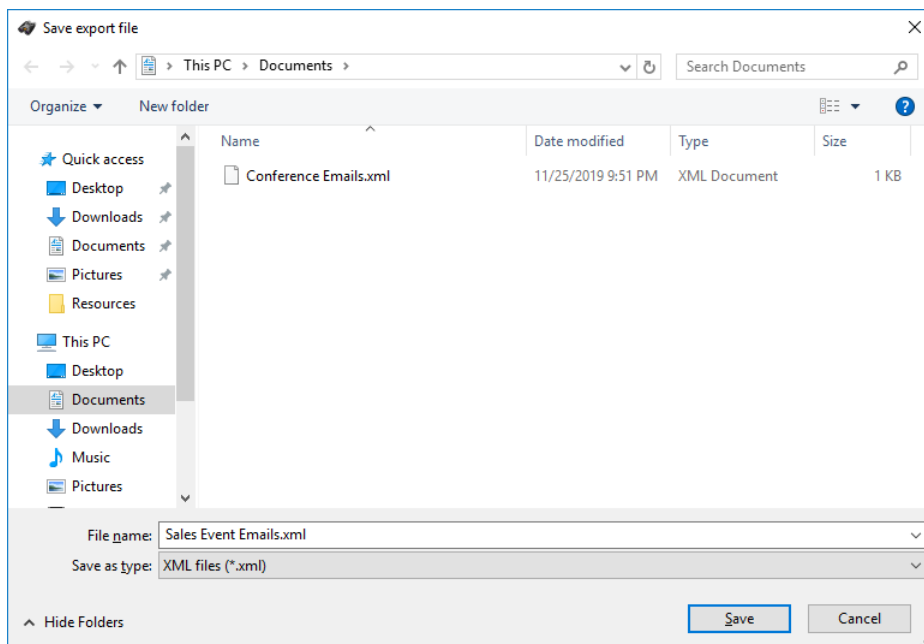 Save export file
This PC Documents Search Documents
Organize New folder
Name Date modified Type Size
Quick access
Desktop
Downloads
Documents
Pictures
Resources
This PC
Desktop
Documents
Downloads
Music
Pictures
Conference Emails.xml 11/25/2019 9:51 PM XML Document 1 KB
File name: Sales Event Emails.xml
Save as type: XML files (*.xml)
Hide Folders Save Cancel